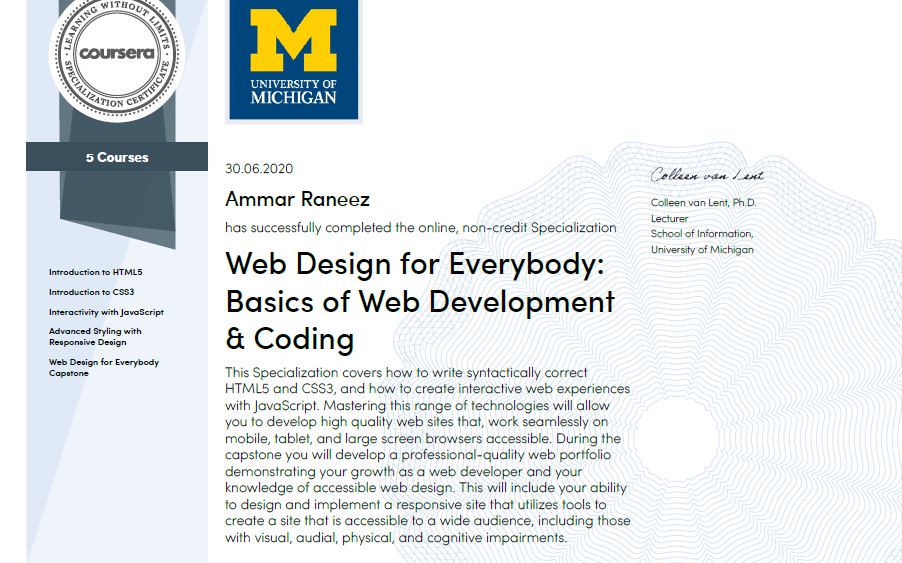 LEARNING WITHOUT LIMITS
coursera
SPECIALIZATION CERTIFICATE
M
UNIVERSITY OF
MICHIGAN
5 Courses
Introduction to HTML5
Introduction to CSS3
Interactivity with JavaScript
Advanced Styling with
Responsive Design
Web Design for Everybody
Capstone
30.06.2020
Ammar Raneez
has successfully completed the online, non-credit Specialization
Web Design for Everybody:
Basics of Web Development
& Coding
This Specialization covers how to write syntactically correct
HTML5 and CSS3, and how to create interactive web experiences
with JavaScript. Mastering this range of technologies will allow
you to develop high quality web sites that, work seamlessly on
mobile, tablet, and large screen browsers accessible. During the
capstone you will develop a professional-quality web portfolio
demonstrating your growth as a web developer and your
knowledge of accessible web design. This will include your ability
to design and implement a responsive site that utilizes tools to
create a site that is accessible to a wide audience, including those
with visual, audial, physical, and cognitive impairments.
Colleen van Lent
Colleen van Lent, Ph.D.
Lecturer
School of Information,
University of Michigan